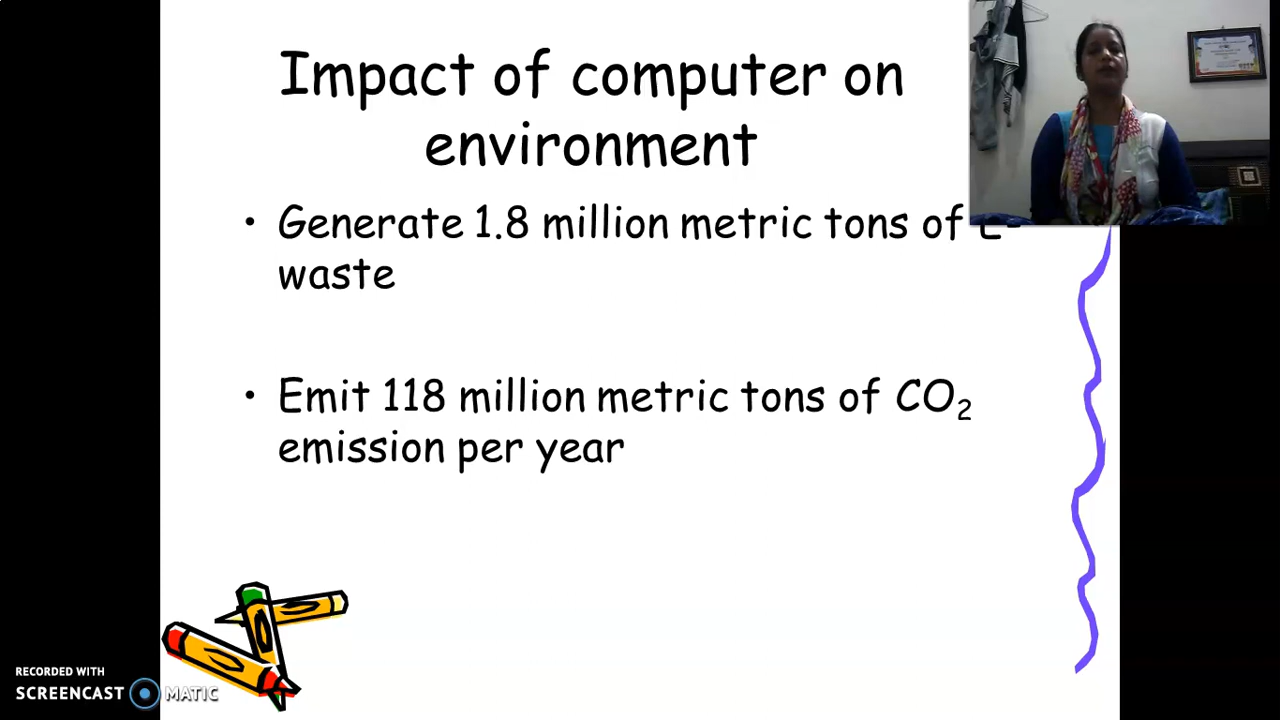 Impact of computer on
environment
• Generate 1.8 million metric tons of E-
waste
• Emit 118 million metric tons of CO₂
emission per year
RECORDED WITH
SCREENCAST MATIC